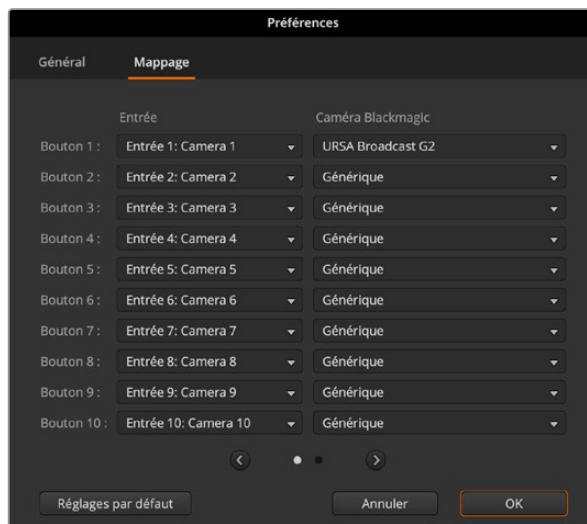 Préférences
Général Mappage
Entrée Caméra Blackmagic
Bouton 1 : Entrée 1: Camera 1 URSA Broadcast G2
Bouton 2 : Entrée 2: Camera 2 Générique
Bouton 3 : Entrée 3: Camera 3 Générique
Bouton 4 : Entrée 4: Camera 4 Générique
Bouton 5 : Entrée 5: Camera 5 Générique
Bouton 6 : Entrée 6: Camera 6 Générique
Bouton 7 : Entrée 7: Camera 7 Générique
Bouton 8 : Entrée 8: Camera 8 Générique
Bouton 9 : Entrée 9: Camera 9 Générique
Bouton 10 : Entrée 10: Camera 10 Générique
Réglages par défaut Annuler OK